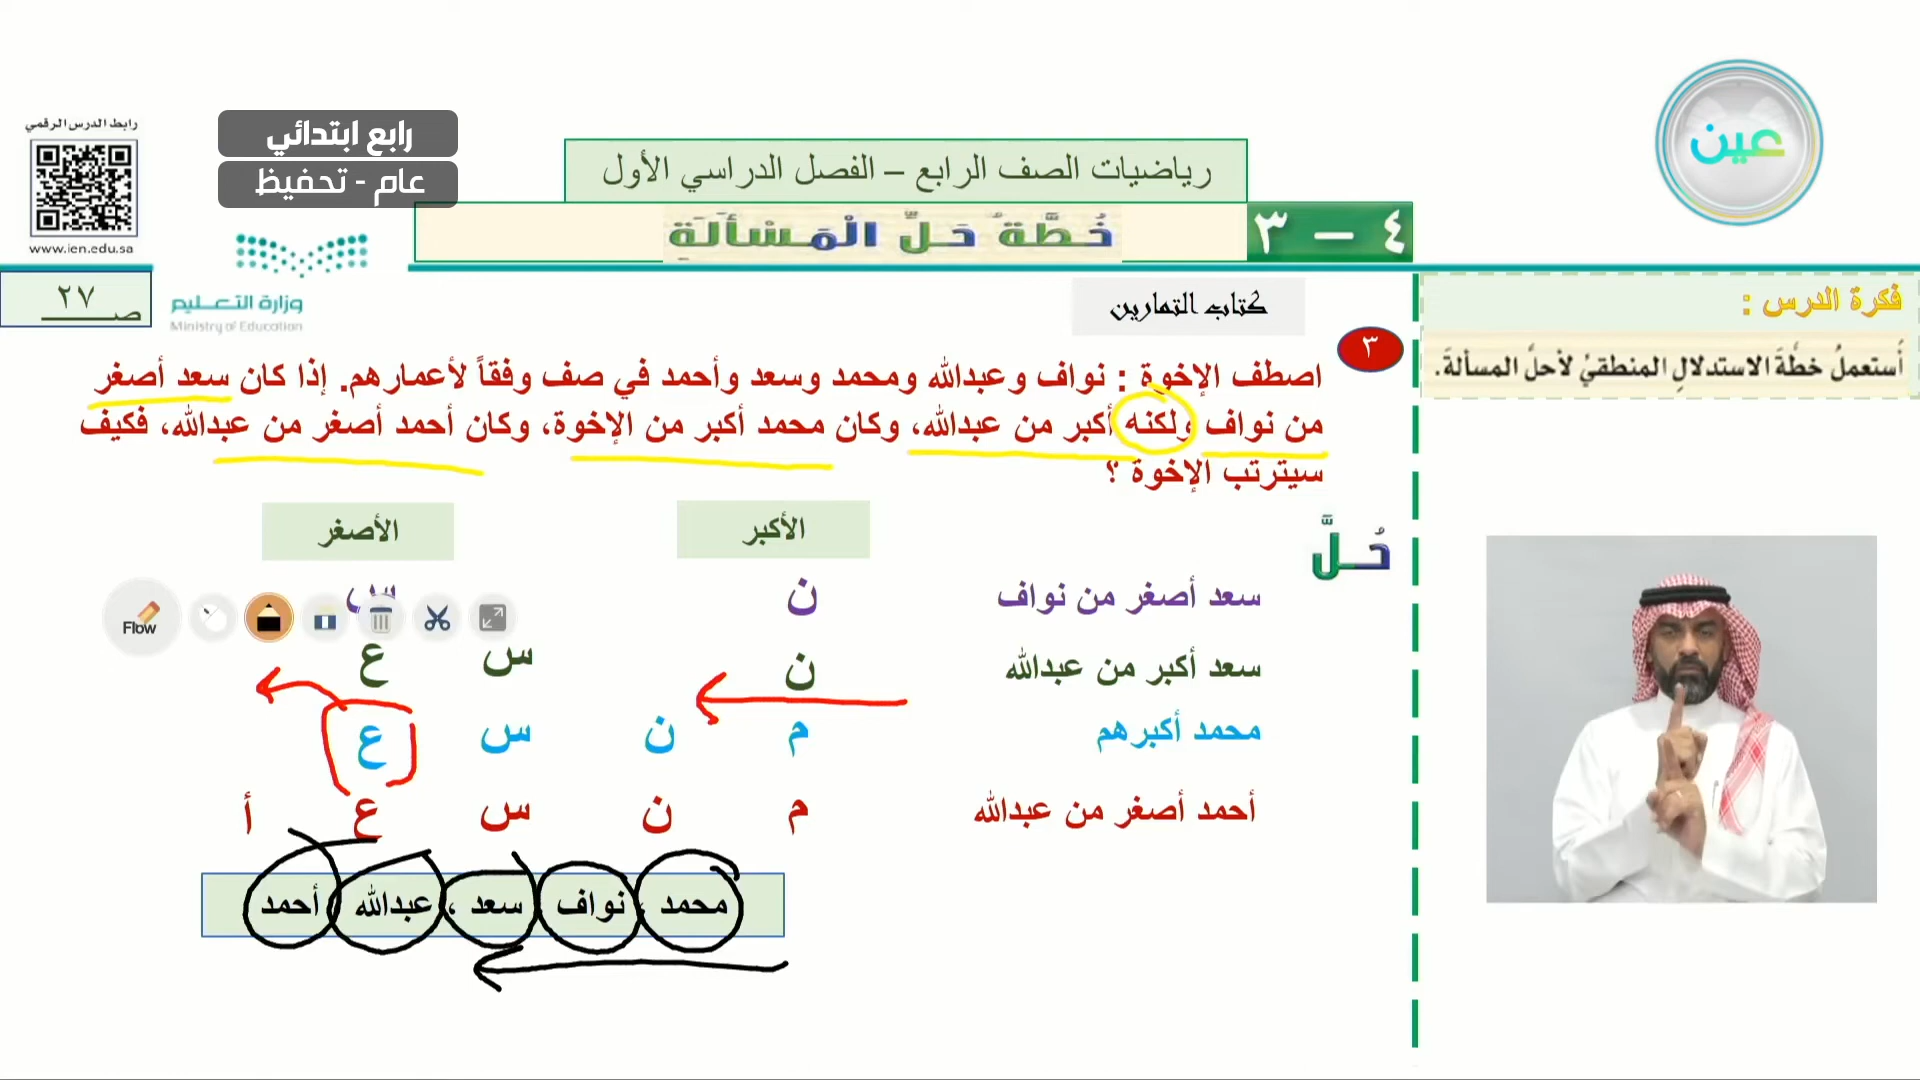 رابط الدرس الرقمي
www.ien.edu.sa
رابع ابتدائي
عام - تحفيظ
رياضيات الصف الرابع – الفصل الدراسي الأول
٤ – ٣
خُطَّةُ حَلِّ الْمَسْأَلَةِ
عين
ص ٢٧
وزارة التعليم
Ministry of Education
كتاب التمارين
فكرة الدرس :
أَستعملُ خطَّةَ الاستدلالِ المنطقيِّ لأحلَّ المسألةَ.
٣
اصطف الإخوة : نواف وعبدالله ومحمد وسعد وأحمد في صف وفقاً لأعمارهم. إذا كان سعد أصغر
من نواف ولكنه أكبر من عبدالله، وكان محمد أكبر من الإخوة، وكان أحمد أصغر من عبدالله، فكيف
سيترتب الإخوة ؟
حُلَّ
الأكبر
الأصغر
سعد أصغر من نواف ن س
Flow
سعد أكبر من عبدالله ن س ع
محمد أكبرهم م ن س ع
أحمد أصغر من عبدالله م ن س ع أ
محمد ، نواف ، سعد ، عبدالله أحمد